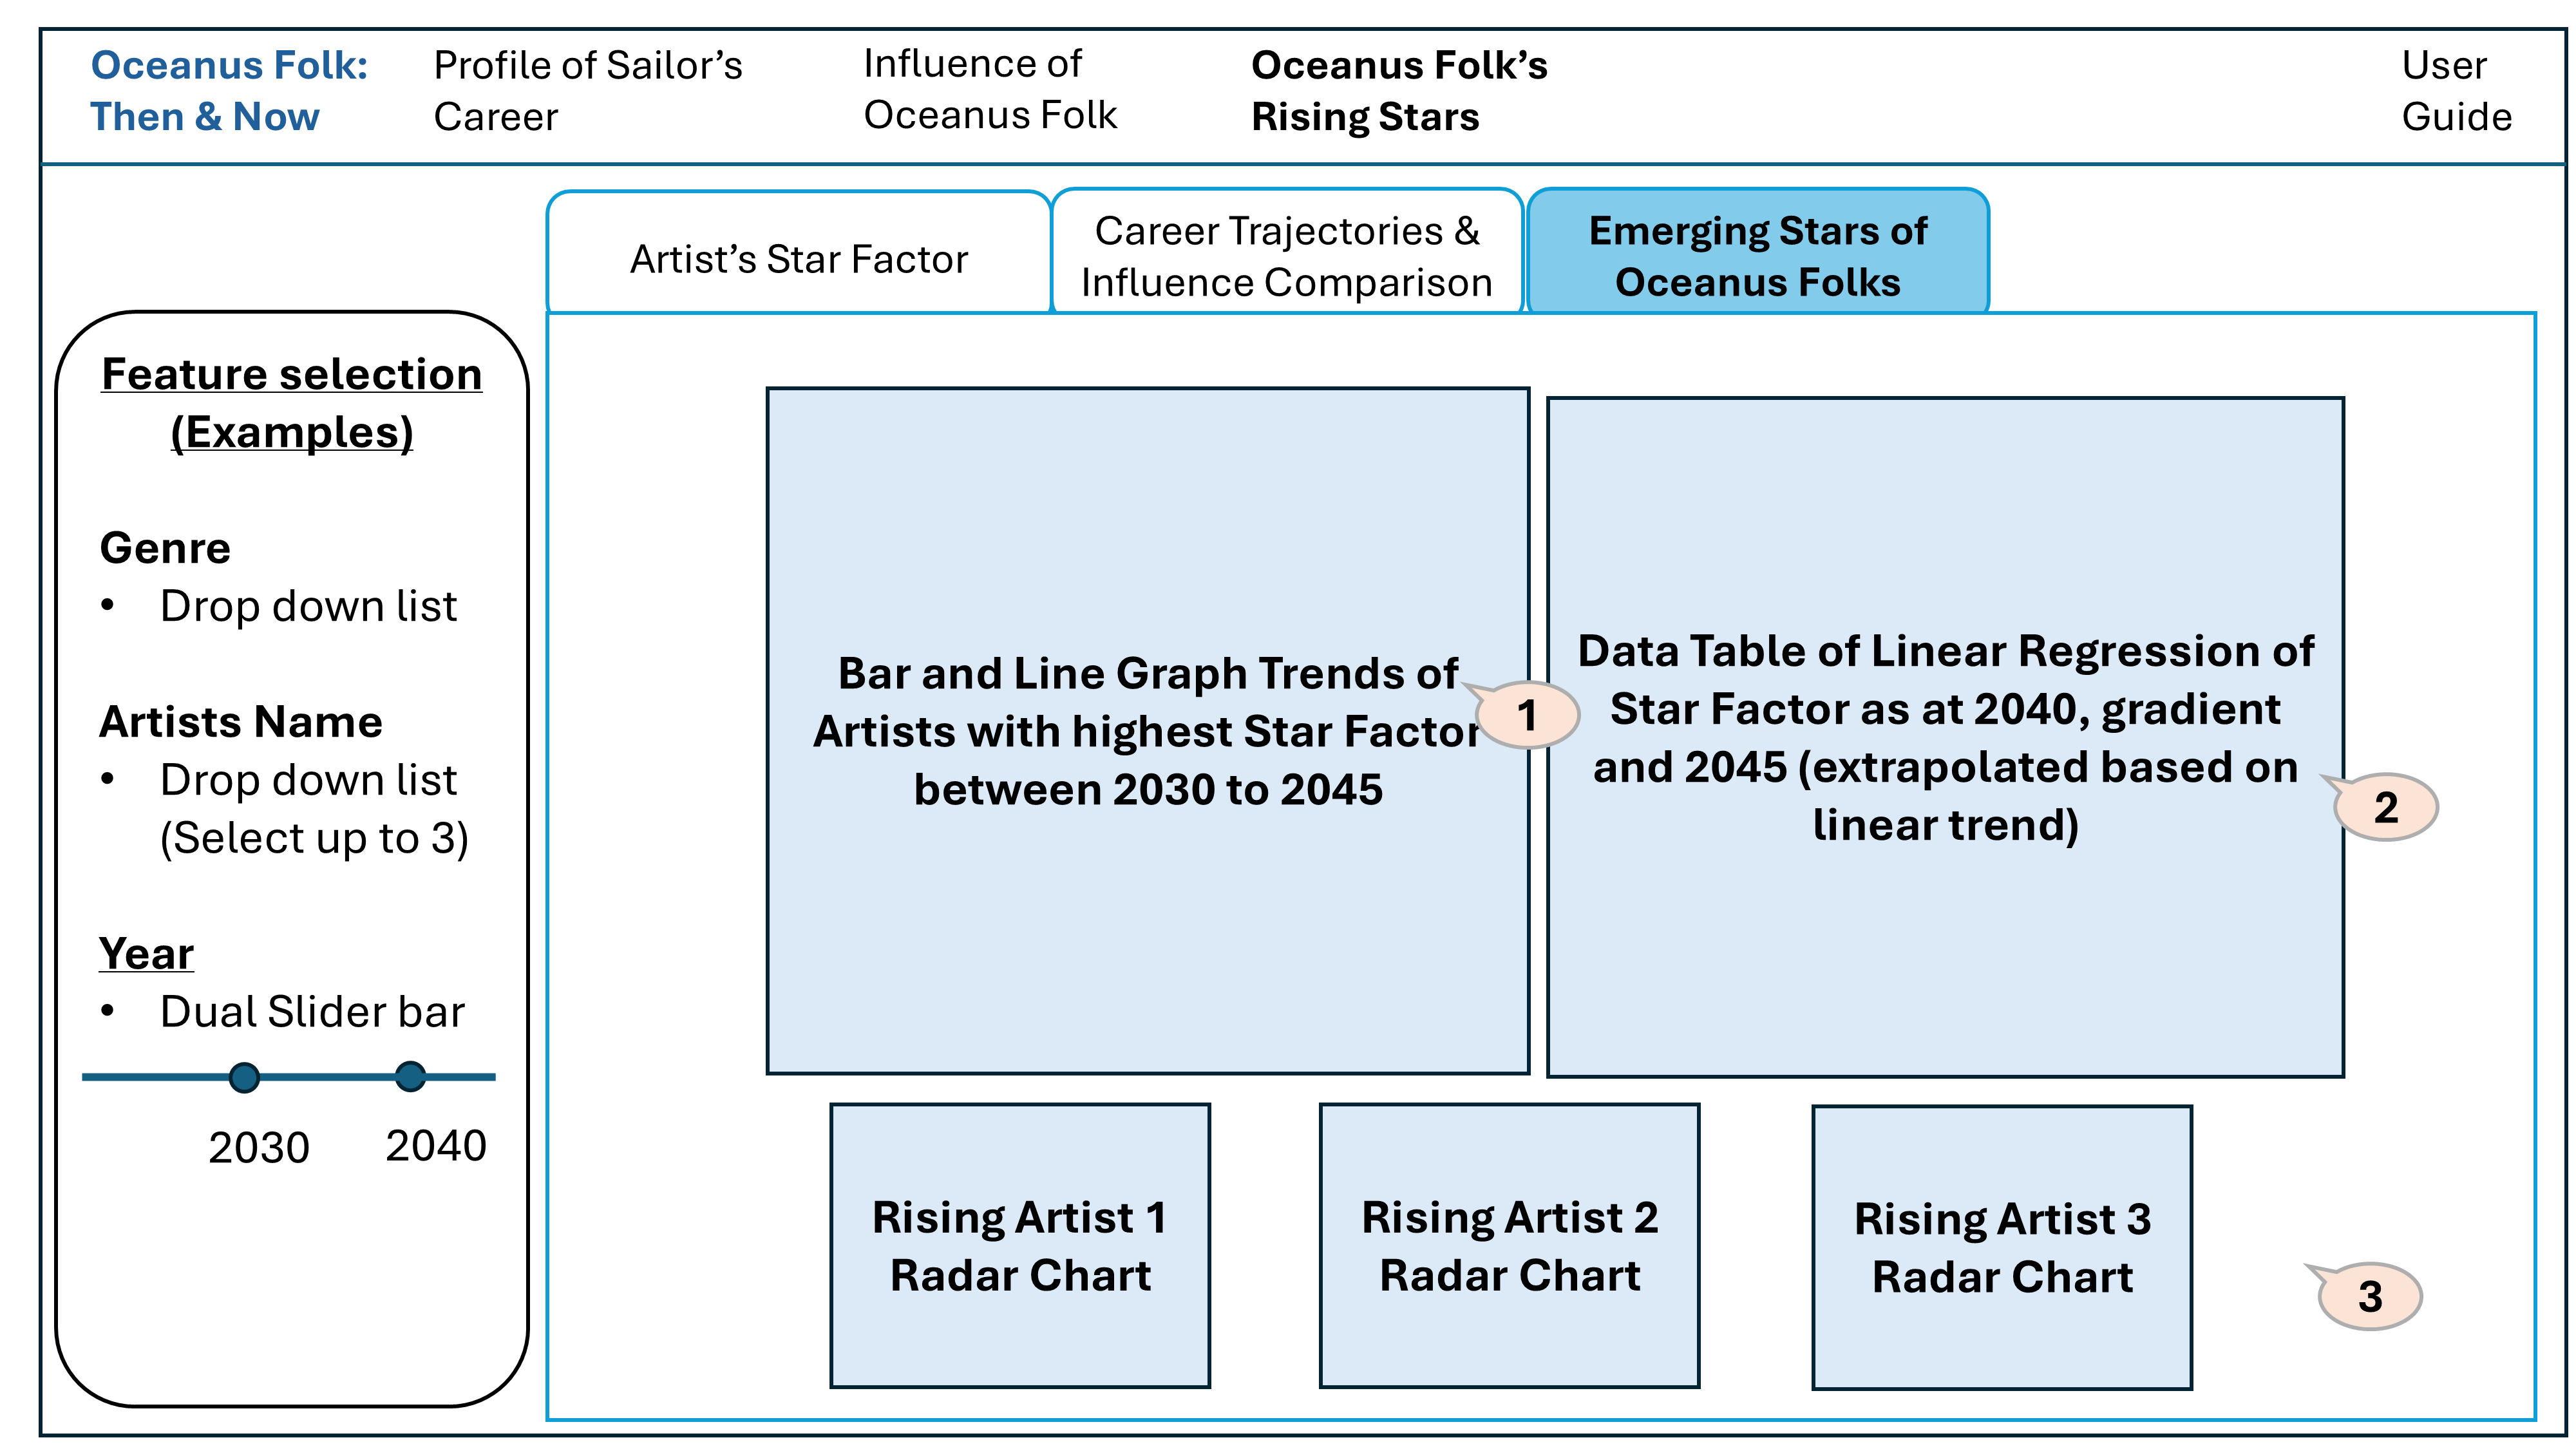 Oceanus Folk:
Then & Now
Profile of Sailor’s
Career
Influence of
Oceanus Folk
Oceanus Folk’s
Rising Stars
User
Guide
Artist’s Star Factor
Career Trajectories &
Influence Comparison
Emerging Stars of
Oceanus Folks
Feature selection
(Examples)
Genre
• Drop down list
Artists Name
• Drop down list
(Select up to 3)
Year
• Dual Slider bar
2030
2040
Bar and Line Graph Trends of
Artists with highest Star Factor
between 2030 to 2045
1
Data Table of Linear Regression of
Star Factor as at 2040, gradient
and 2045 (extrapolated based on
linear trend)
2
Rising Artist 1
Radar Chart
Rising Artist 2
Radar Chart
Rising Artist 3
Radar Chart
3